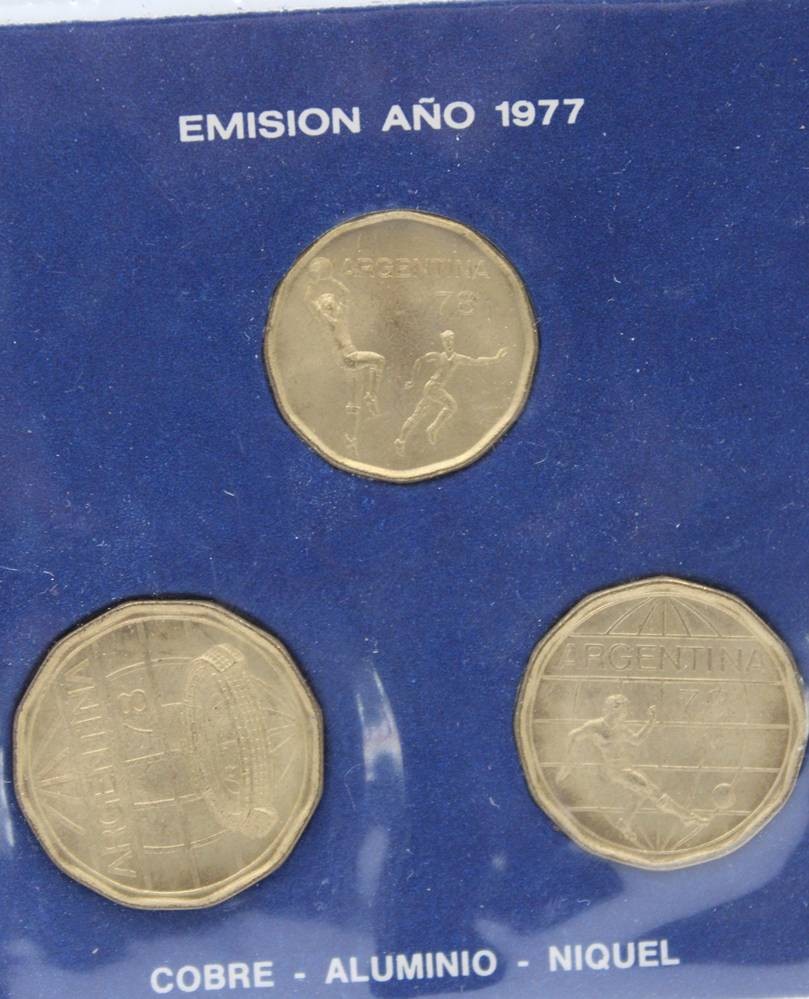 EMISION AÑO 1977
ARGENTINA
78
ARGENTINA
78
ARGENTINA
78
COBRE - ALUMINIO - NIQUEL